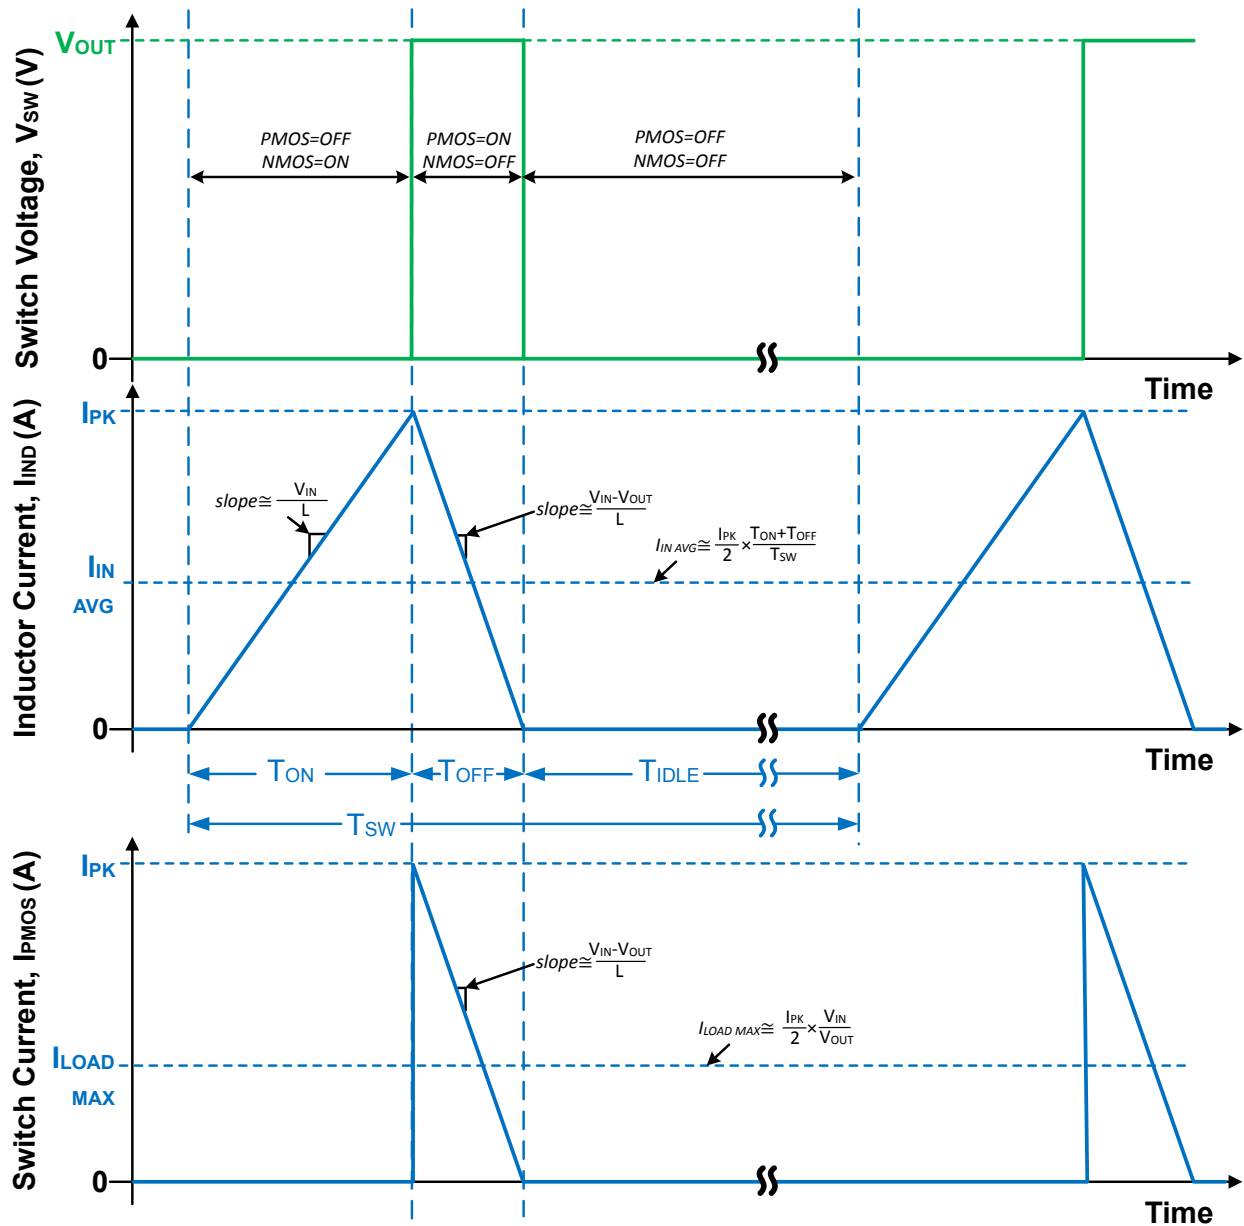 Switch Voltage, VSW (V)
VOUT
PMOS=OFF
NMOS=ON
PMOS=ON
NMOS=OFF
PMOS=OFF
NMOS=OFF
0
Time
Inductor Current, IIND (A)
IPK
slope≅ VIN
L
slope≅ VIN-VOUT
L
IIN AVG≅ IPK/2 × TON+TOFF/TSW
IIN
AVG
0
Time
TON
TOFF
TIDLE
TSW
Switch Current, IPMOS (A)
IPK
slope≅ VIN-VOUT
L
ILOAD MAX≅ IPK/2 × VIN/VOUT
ILOAD
MAX
0
Time